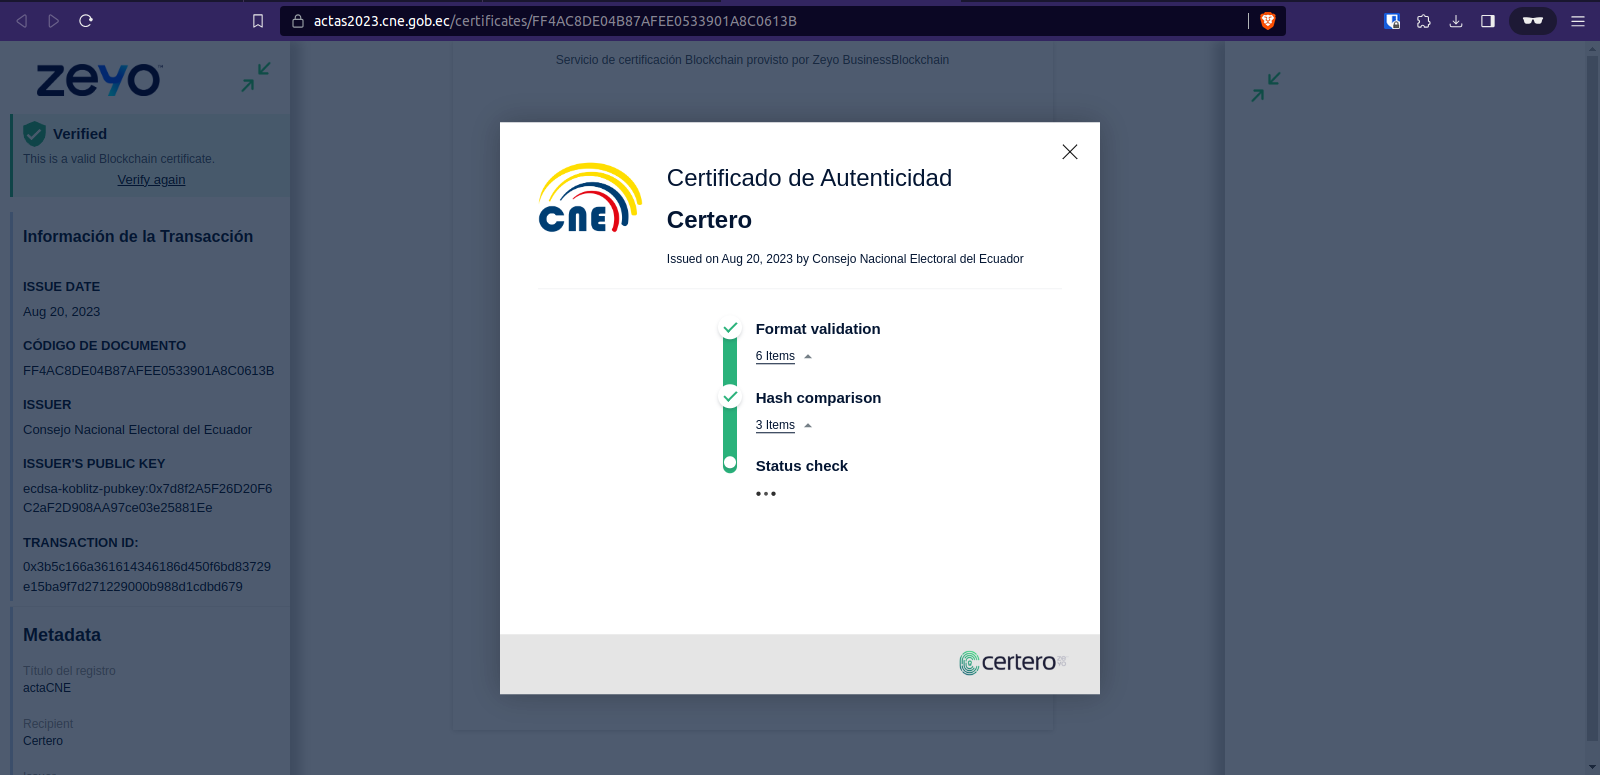 actas2023.cne.gob.ec/certificates/FF4AC8DE04B87AFEE0533901A8C0613B
zeyo
Verified
This is a valid Blockchain certificate.
Verify again
Información de la Transacción
ISSUE DATE
Aug 20, 2023
CÓDIGO DE DOCUMENTO
FF4AC8DE04B87AFEE0533901A8C0613B
ISSUER
Consejo Nacional Electoral del Ecuador
ISSUER'S PUBLIC KEY
ecdsa-koblitz-pubkey:0x7d8f2A5F26D20F6
C2aF2D908AA97ce03e25881Ee
TRANSACTION ID:
0x3b5c166a361614346186d450f6bd83729
e15ba9f7d271229000b988d1cdbd679
Metadata
Título del registro
actaCNE
Recipient
Certero
Servicio de certificación Blockchain provisto por Zeyo BusinessBlockchain
CNE
Certificado de Autenticidad
Certero
Issued on Aug 20, 2023 by Consejo Nacional Electoral del Ecuador
Format validation
6 Items
Hash comparison
3 Items
Status check
certero